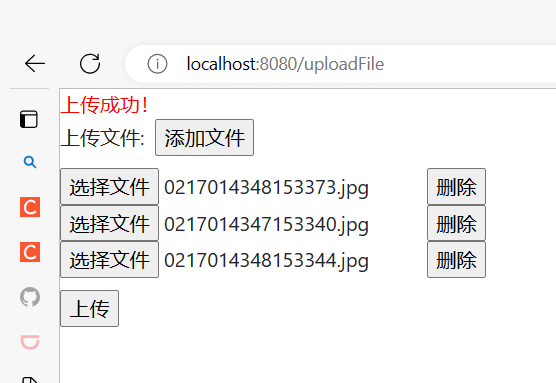 localhost:8080/uploadFile
上传成功!
上传文件: 添加文件
选择文件 0217014348153373.jpg 删除
选择文件 0217014347153340.jpg 删除
选择文件 0217014348153344.jpg 删除
上传